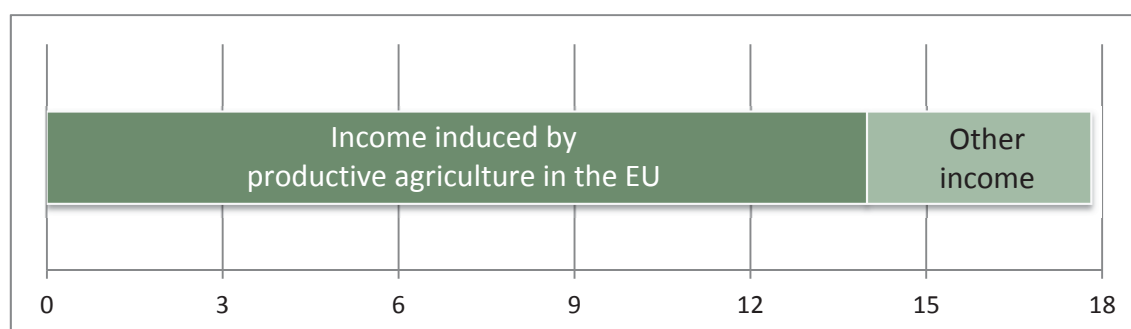 Income induced by
productive agriculture in the EU
Other
income
0 3 6 9 12 15 18